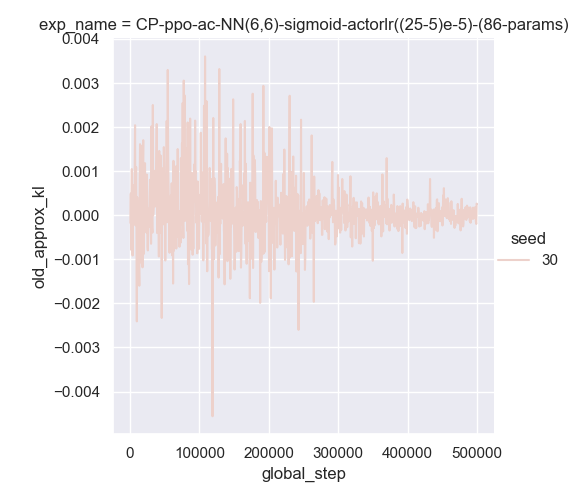 exp_name = CP-ppo-ac-NN(6,6)-sigmoid-actorlr((25-5)e-5)-(86-params)
0.004
0.003
0.002
0.001
0.000
−0.001
−0.002
−0.003
−0.004
old_approx_kl
seed
30
0 100000 200000 300000 400000 500000
global_step